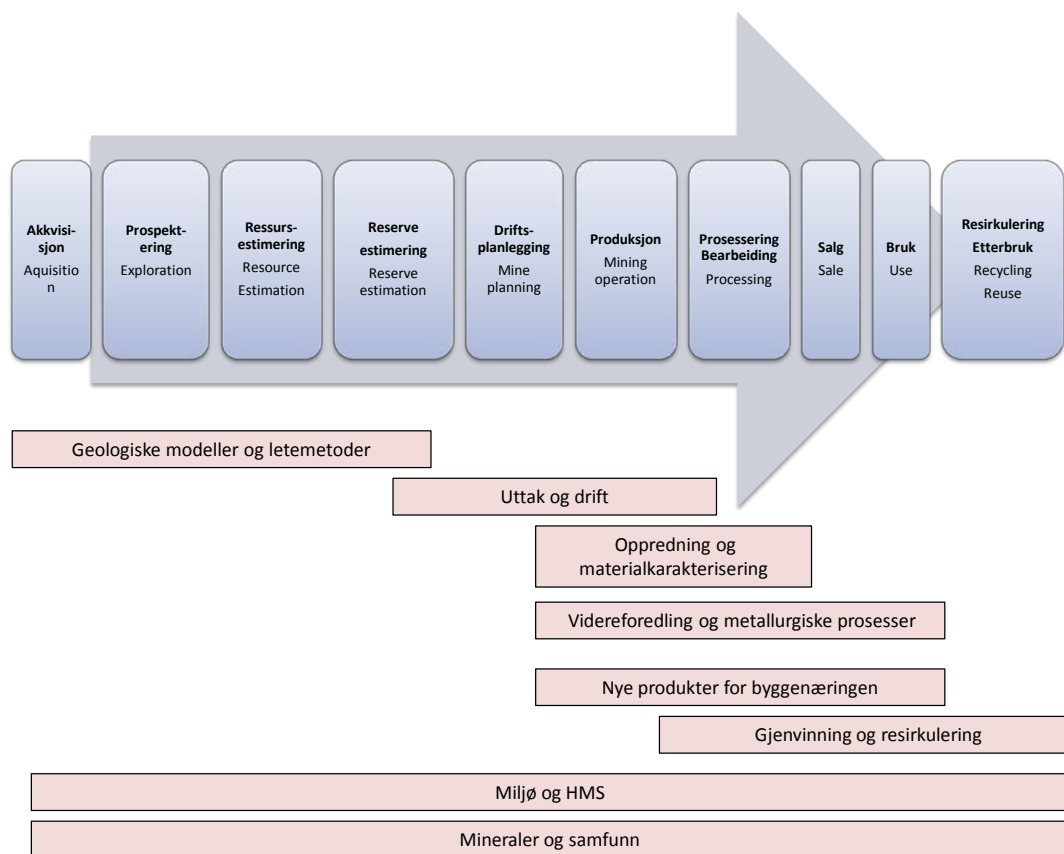 Akkvisi-
sjon
Aquisitio
n
Prospekt-
ering
Exploration
Ressurs-
estimering
Resource
Estimation
Reserve
estimering
Reserve
estimation
Drifts-
planlegging
Mine
planning
Produksjon
Mining
operation
Prosessering
Bearbeiding
Processing
Salg
Sale
Bruk
Use
Resirkulering
Etterbruk
Recycling
Reuse
Geologiske modeller og letemetoder
Uttak og drift
Oppredning og
materialkarakterisering
Videreforedling og metallurgiske prosesser
Nye produkter for byggenæringen
Gjenvinning og resirkulering
Miljø og HMS
Mineraler og samfunn